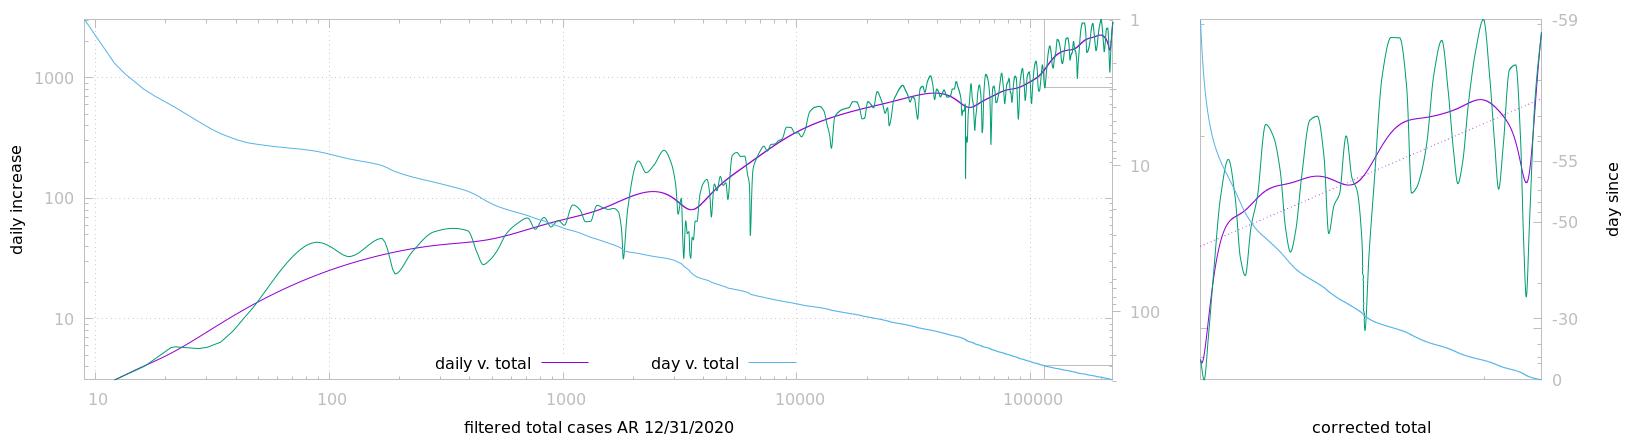 daily increase
1000
100
10
10
100
1000
10000
100000
filtered total cases AR 12/31/2020
daily v. total
day v. total
1
10
100
-59
-55
-50
-30
0
day since
corrected total